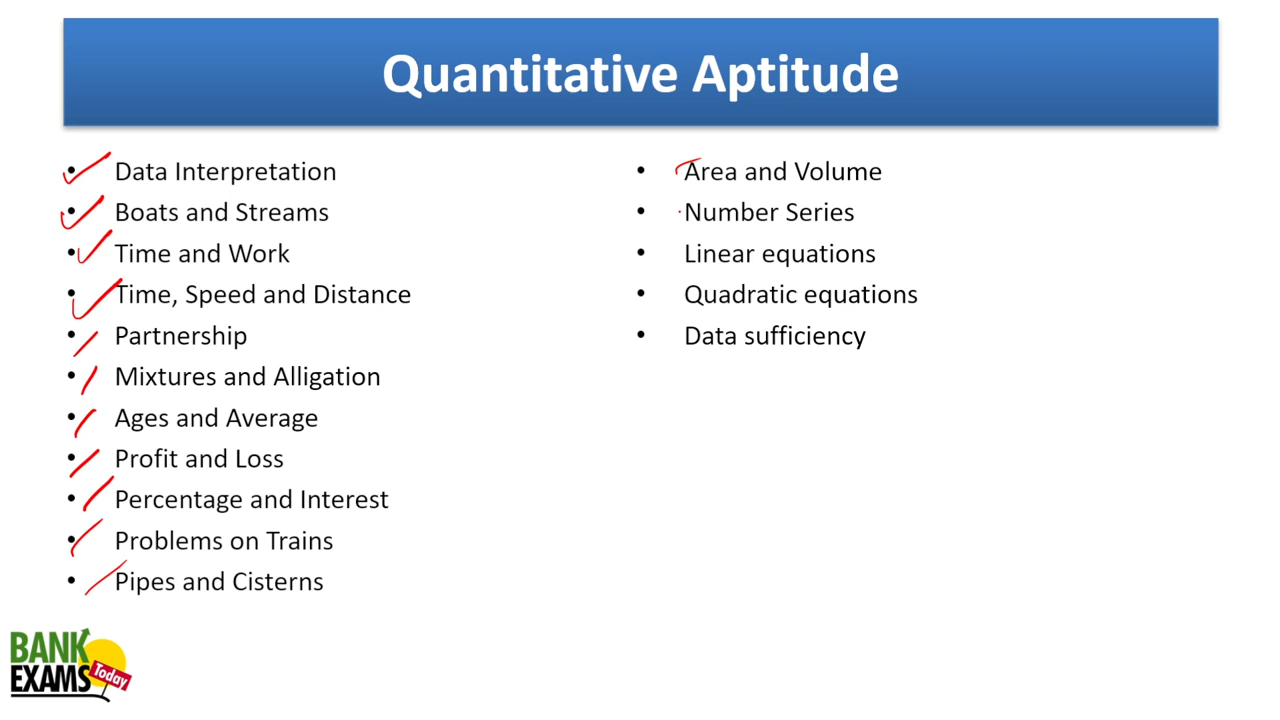 Quantitative Aptitude
• Data Interpretation
• Boats and Streams
• Time and Work
• Time, Speed and Distance
• Partnership
• Mixtures and Alligation
• Ages and Average
• Profit and Loss
• Percentage and Interest
• Problems on Trains
• Pipes and Cisterns
• Area and Volume
• Number Series
• Linear equations
• Quadratic equations
• Data sufficiency
BANK
EXAMS Today